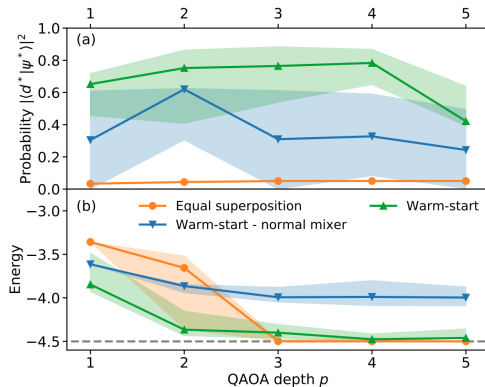 1 2 3 4 5
(a)
Probability |⟨d*|ψ*⟩|²
1.0
0.8
0.6
0.4
0.2
0.0
(b)
Equal superposition
Warm-start
Warm-start - normal mixer
Energy
−3.0
−3.5
−4.0
−4.5
1 2 3 4 5
QAOA depth p